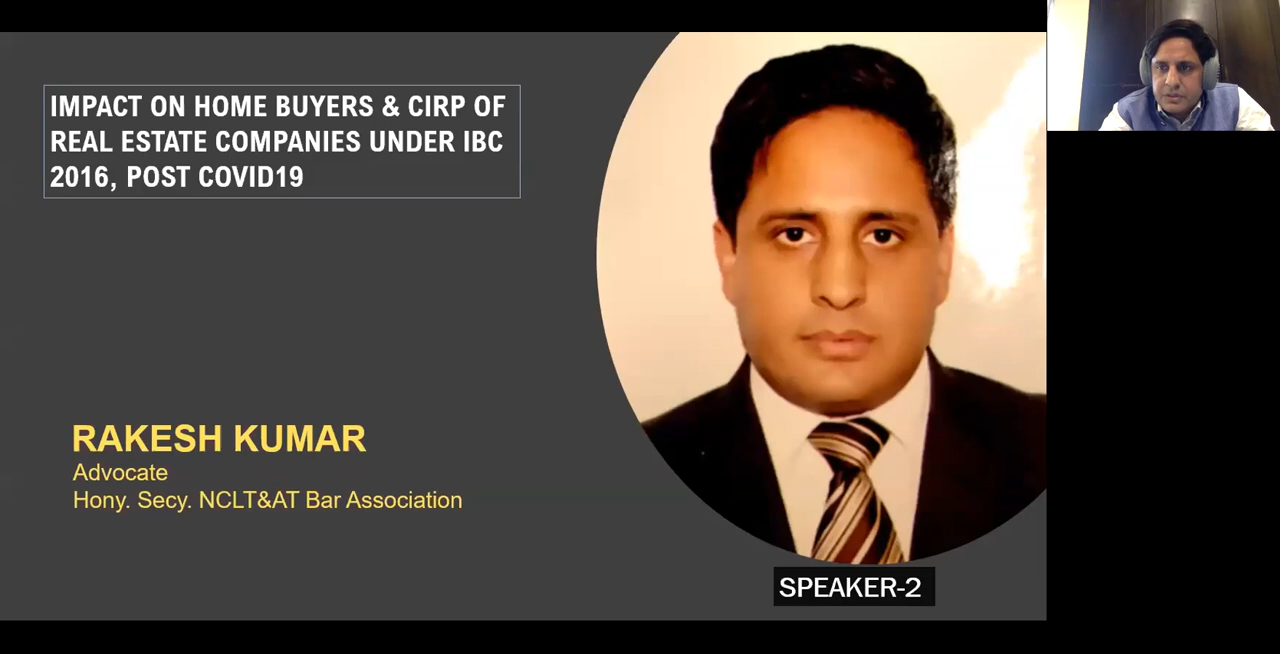 IMPACT ON HOME BUYERS & CIRP OF
REAL ESTATE COMPANIES UNDER IBC
2016, POST COVID19
RAKESH KUMAR
Advocate
Hony. Secy. NCLT&AT Bar Association
SPEAKER-2